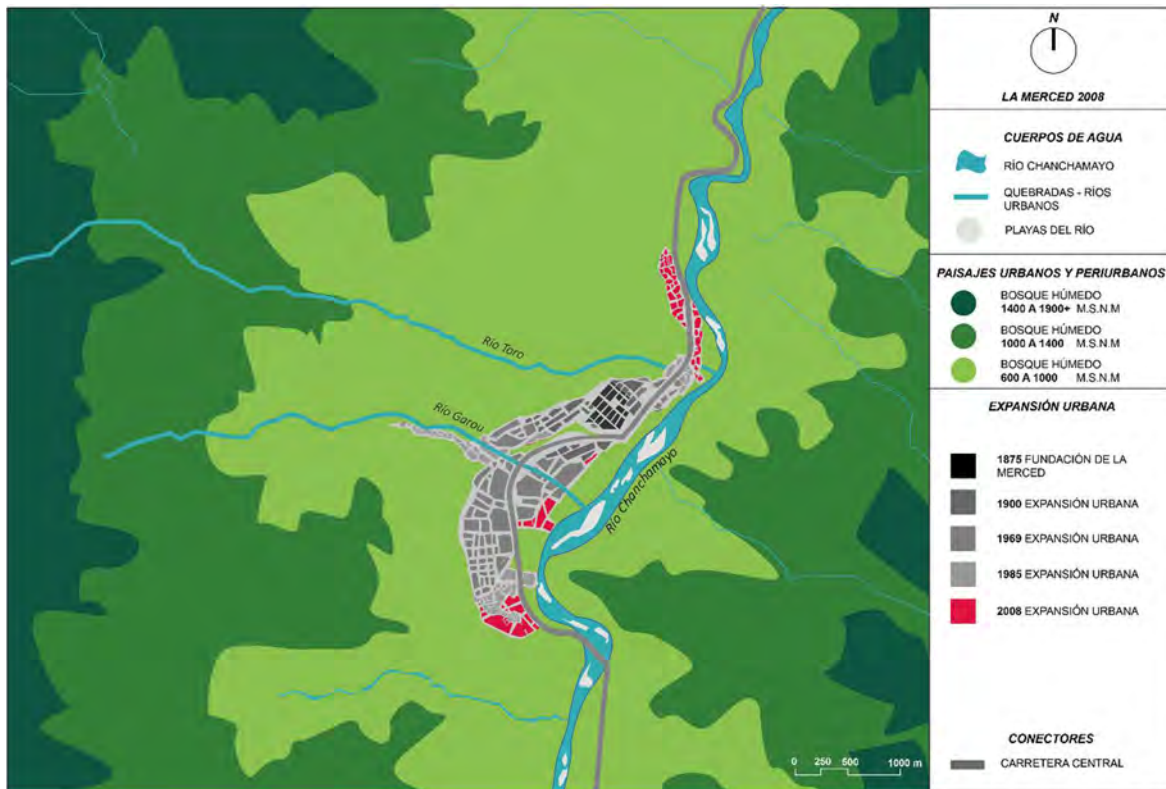 Río Toro
Río Garou
Río Chanchamayo
0 250 500 1000 m
N
LA MERCED 2008
CUERPOS DE AGUA
RÍO CHANCHAMAYO
QUEBRADAS - RÍOS
URBANOS
PLAYAS DEL RÍO
PAISAJES URBANOS Y PERIURBANOS
BOSQUE HÚMEDO
1400 A 1900+ M.S.N.M
BOSQUE HÚMEDO
1000 A 1400 M.S.N.M
BOSQUE HÚMEDO
600 A 1000 M.S.N.M
EXPANSIÓN URBANA
1875 FUNDACIÓN DE LA
MERCED
1900 EXPANSIÓN URBANA
1969 EXPANSIÓN URBANA
1985 EXPANSIÓN URBANA
2008 EXPANSIÓN URBANA
CONECTORES
CARRETERA CENTRAL